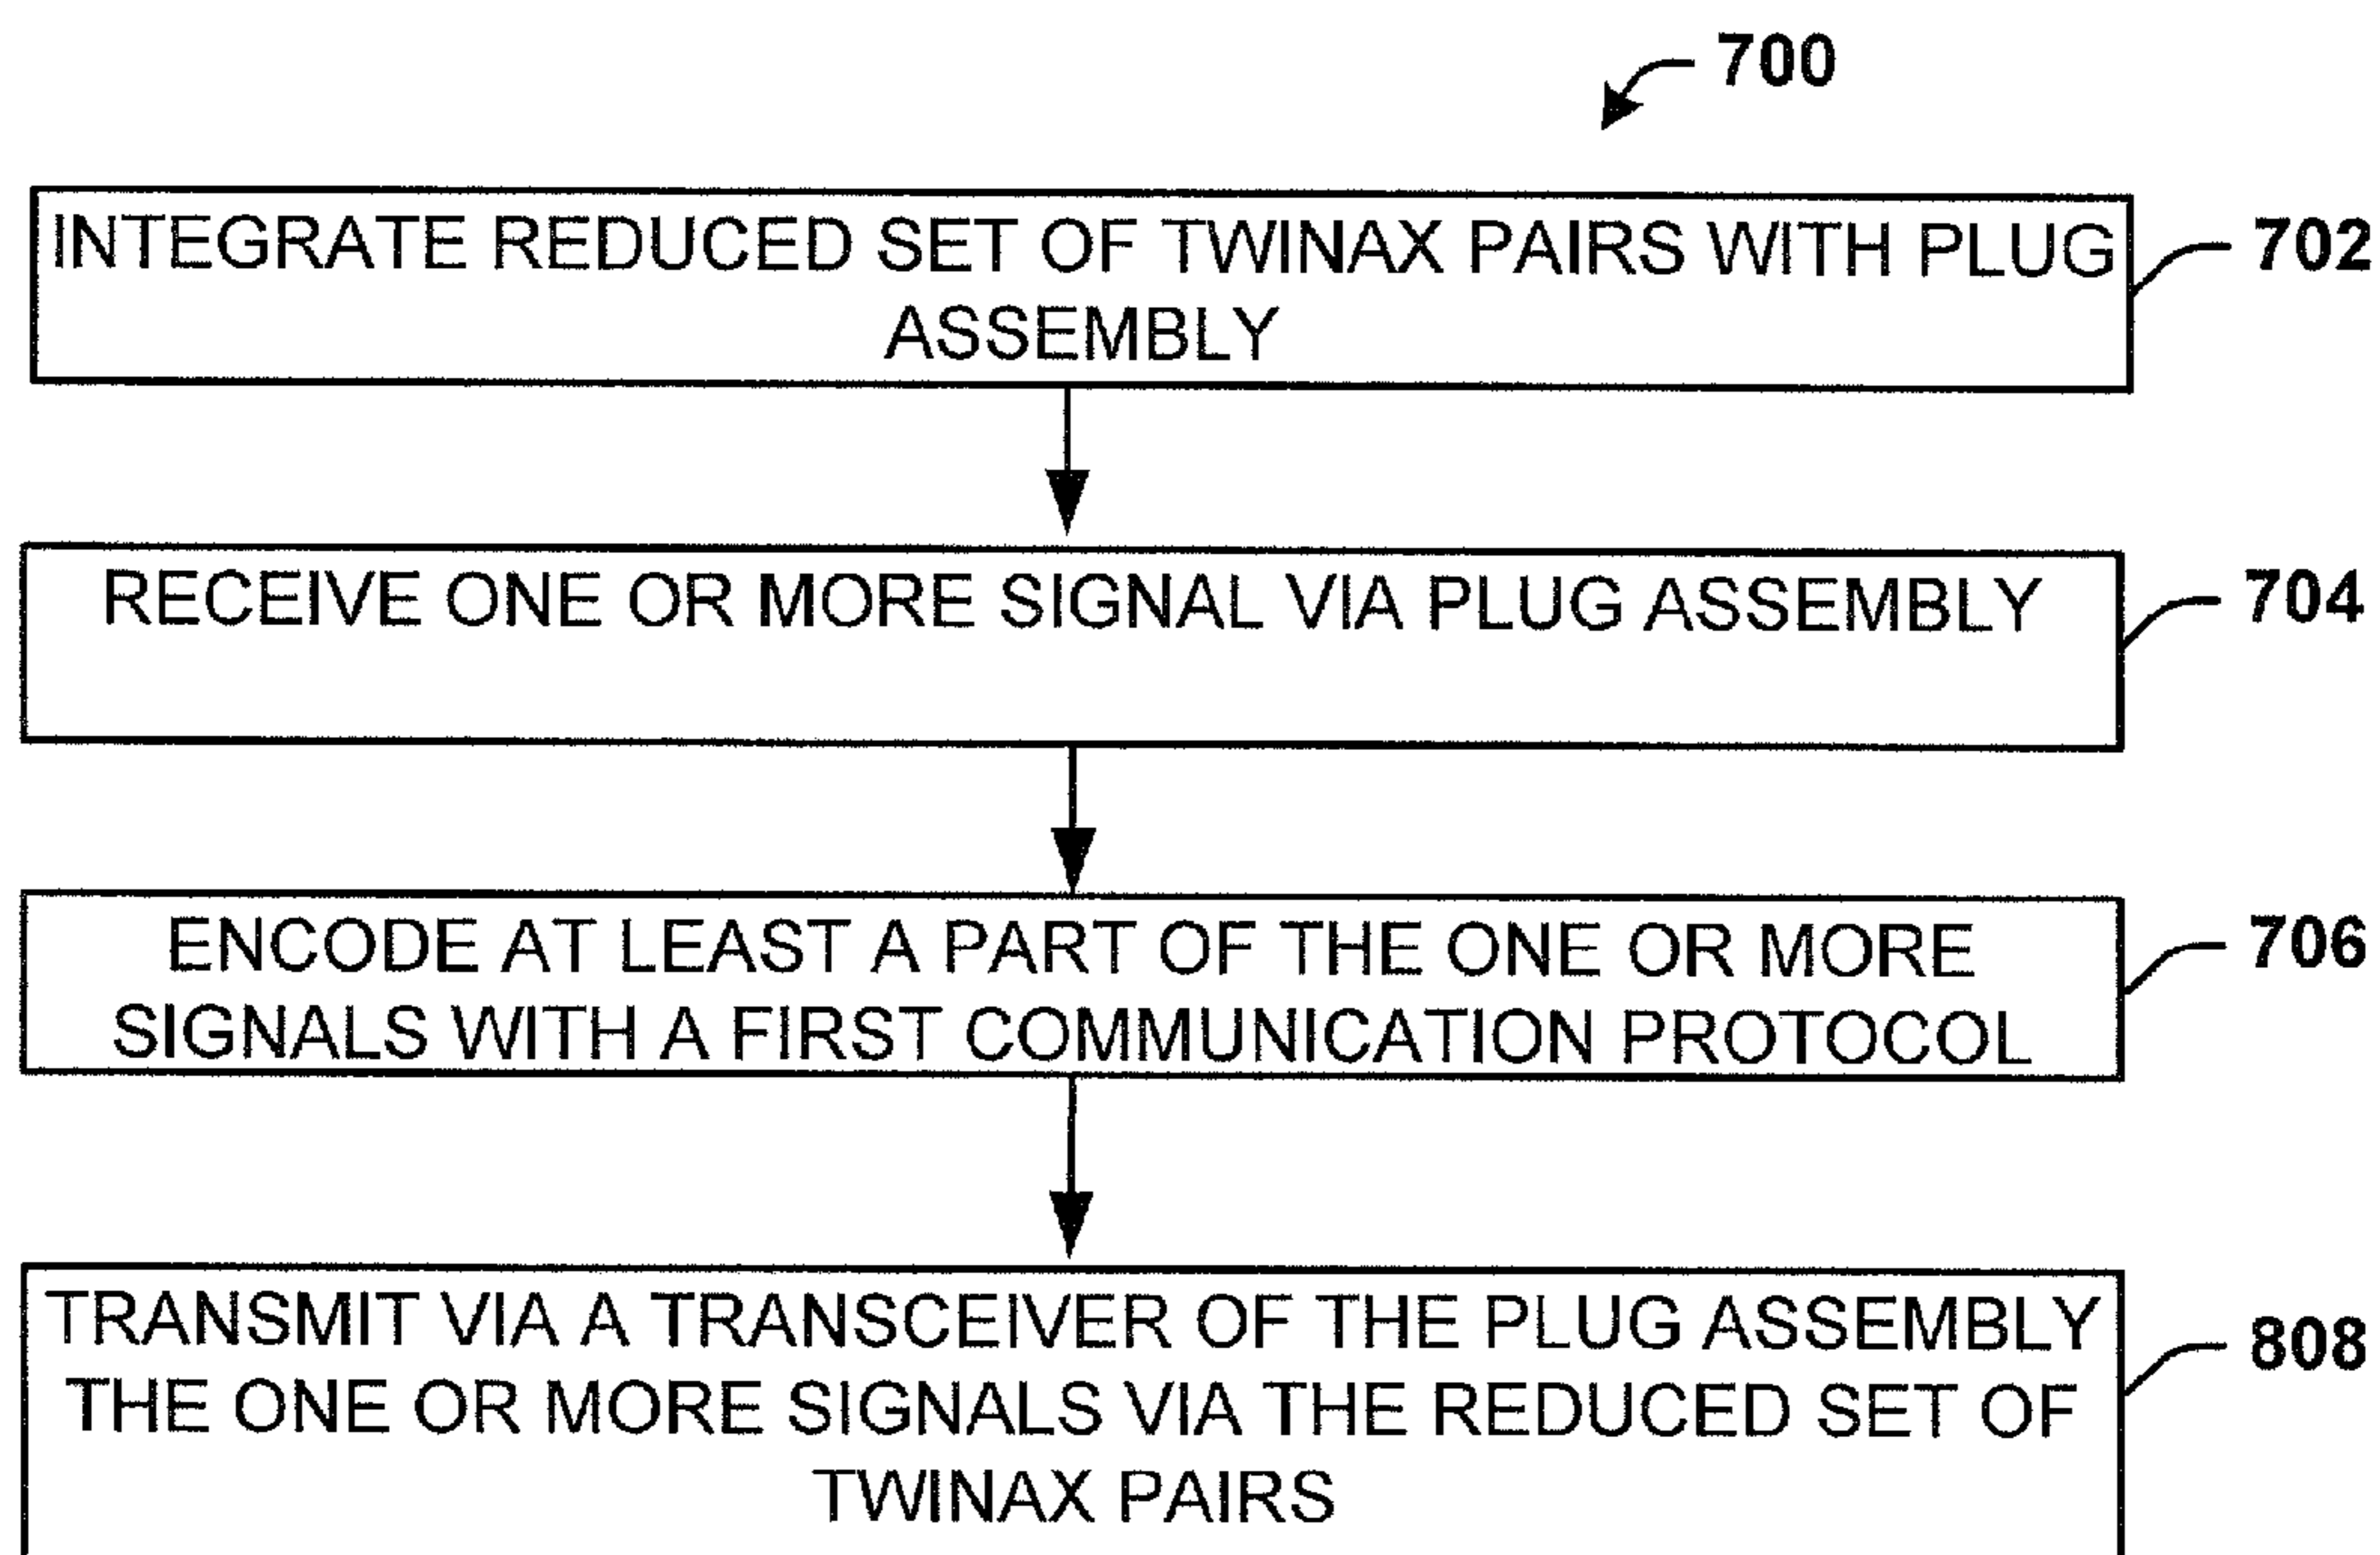 700
INTEGRATE REDUCED SET OF TWINAX PAIRS WITH PLUG
ASSEMBLY
702
RECEIVE ONE OR MORE SIGNAL VIA PLUG ASSEMBLY
704
ENCODE AT LEAST A PART OF THE ONE OR MORE
SIGNALS WITH A FIRST COMMUNICATION PROTOCOL
706
TRANSMIT VIA A TRANSCEIVER OF THE PLUG ASSEMBLY
THE ONE OR MORE SIGNALS VIA THE REDUCED SET OF
TWINAX PAIRS
808